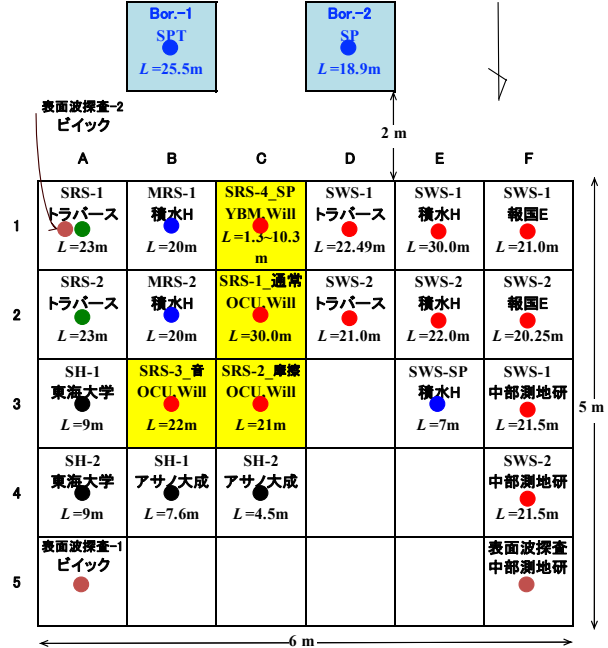 Bor.-1
SPT
L=25.5m
Bor.-2
SP
L=18.9m
表面波探査-2
ビイック
2 m
A B C D E F
1
SRS-1
トラバース
L=23m
MRS-1
積水H
L=20m
SRS-4_SP
YBM,Will
L=1.3~10.3
m
SWS-1
トラバース
L=22.49m
SWS-1
積水H
L=30.0m
SWS-1
報国E
L=21.0m
2
SRS-2
トラバース
L=23m
MRS-2
積水H
L=20m
SRS-1_通常
OCU,Will
L=30.0m
SWS-2
トラバース
L=21.0m
SWS-2
積水H
L=22.0m
SWS-2
報国E
L=20.25m
3
SH-1
東海大学
L=9m
SRS-3_音
OCU,Will
L=22m
SRS-2_摩擦
OCU,Will
L=21m
SWS-SP
積水H
L=7m
SWS-1
中部測地研
L=21.5m
5 m
4
SH-2
東海大学
L=9m
SH-1
アサノ大成
L=7.6m
SH-2
アサノ大成
L=4.5m
SWS-2
中部測地研
L=21.5m
5
表面波探査-1
ビイック
表面波探査
中部測地研
6 m